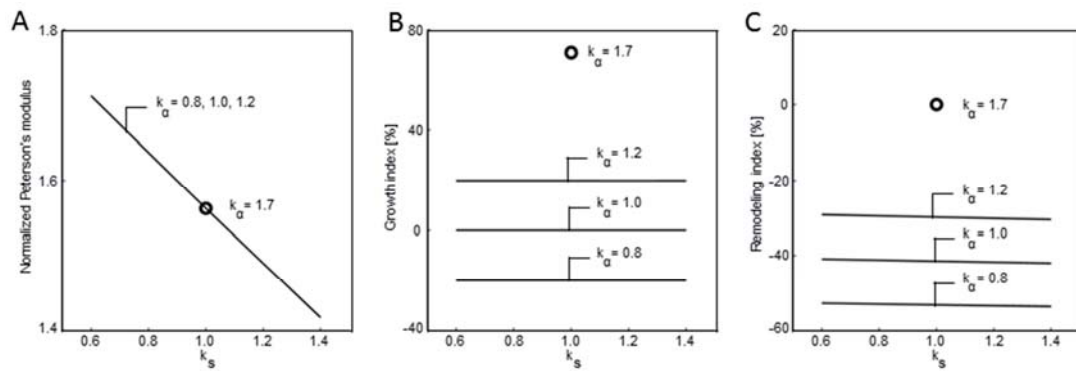 A
1.8
1.6
1.4
Normalized Peterson's modulus
k_α = 0.8, 1.0, 1.2
k_α = 1.7
0.6 0.8 1.0 1.2 1.4
k_s
B
80
40
0
-40
Growth index [%]
k_α = 1.7
k_α = 1.2
k_α = 1.0
k_α = 0.8
0.6 0.8 1.0 1.2 1.4
k_s
C
20
0
-20
-40
-60
Remodeling index [%]
k_α = 1.7
k_α = 1.2
k_α = 1.0
k_α = 0.8
0.6 0.8 1.0 1.2 1.4
k_s